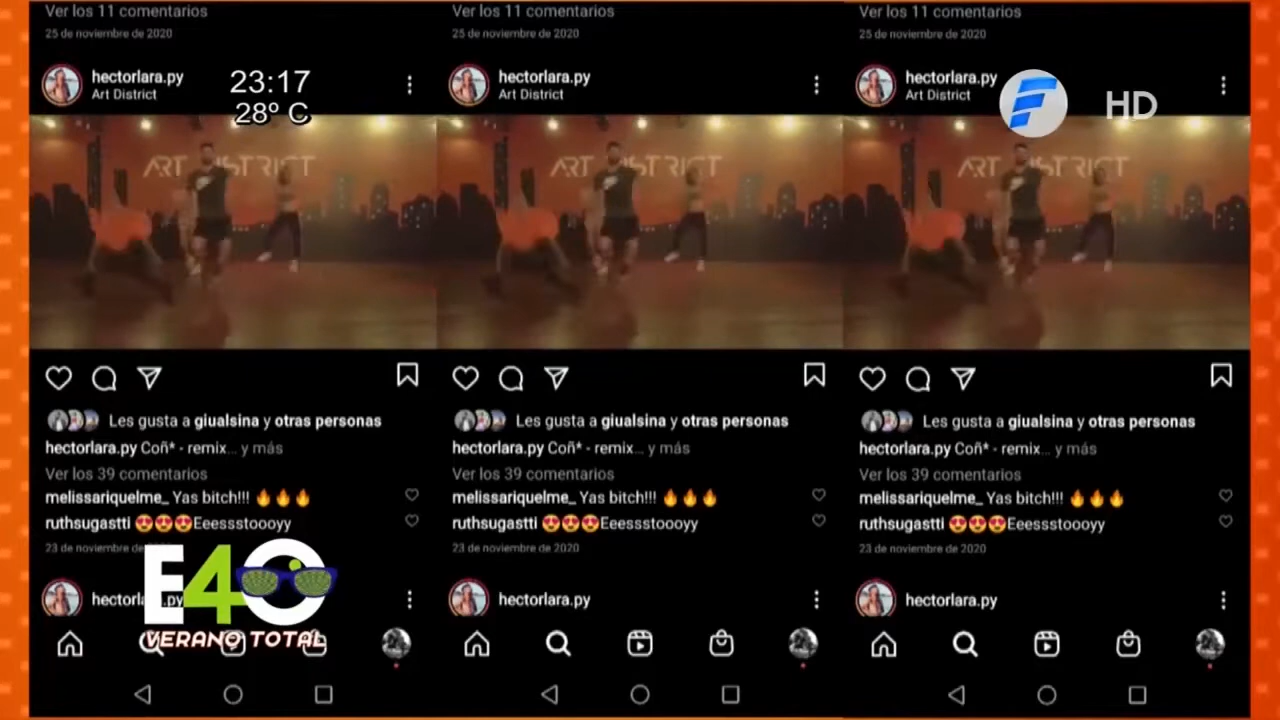 Ver los 11 comentarios
25 de noviembre de 2020
hectorlara.py
Art District
23:17
28º C
ART DISTRICT
Les gusta a giualsina y otras personas
hectorlara.py Coñ* - remix... y más
Ver los 39 comentarios
melissariquelme_ Yas bitch!!! 🔥🔥🔥
ruthsugastti 😍😍😍Eeessstoooyy
23 de noviembre de 2020
hectorlara.py
E40
VERANO TOTAL
Ver los 11 comentarios
25 de noviembre de 2020
hectorlara.py
Art District
ART DISTRICT
Les gusta a giualsina y otras personas
hectorlara.py Coñ* - remix... y más
Ver los 39 comentarios
melissariquelme_ Yas bitch!!! 🔥🔥🔥
ruthsugastti 😍😍😍Eeessstoooyy
23 de noviembre de 2020
hectorlara.py
Ver los 11 comentarios
25 de noviembre de 2020
hectorlara.py
Art District
HD
ART DISTRICT
Les gusta a giualsina y otras personas
hectorlara.py Coñ* - remix... y más
Ver los 39 comentarios
melissariquelme_ Yas bitch!!! 🔥🔥🔥
ruthsugastti 😍😍😍Eeessstoooyy
23 de noviembre de 2020
hectorlara.py